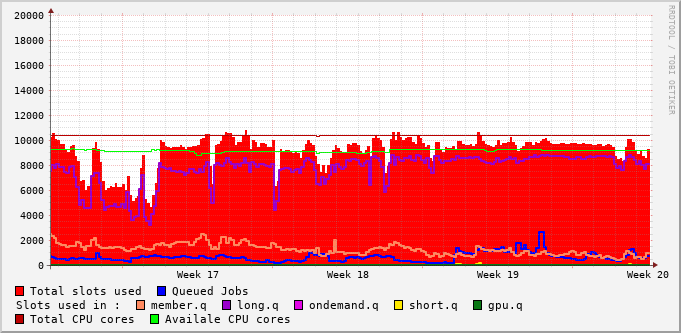 20000
18000
16000
14000
12000
10000
8000
6000
4000
2000
0
Week 17 Week 18 Week 19 Week 20
Total slots used Queued Jobs
Slots used in : member.q long.q ondemand.q short.q gpu.q
Total CPU cores Availale CPU cores
RRDTOOL / TOBI OETIKER